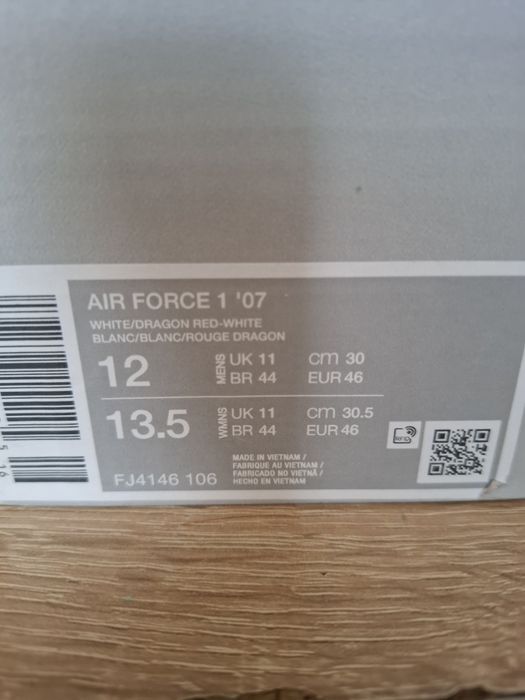 AIR FORCE 1 '07
WHITE/DRAGON RED-WHITE
BLANC/BLANC/ROUGE DRAGON
12 MENS UK 11 cm 30
BR 44 EUR 46
13.5 WMNS UK 11 cm 30.5
BR 44 EUR 46
MADE IN VIETNAM /
FABRIQUE AU VIETNAM /
FABRICADO NO VIETNÃ /
HECHO EN VIETNAM
FJ4146 106